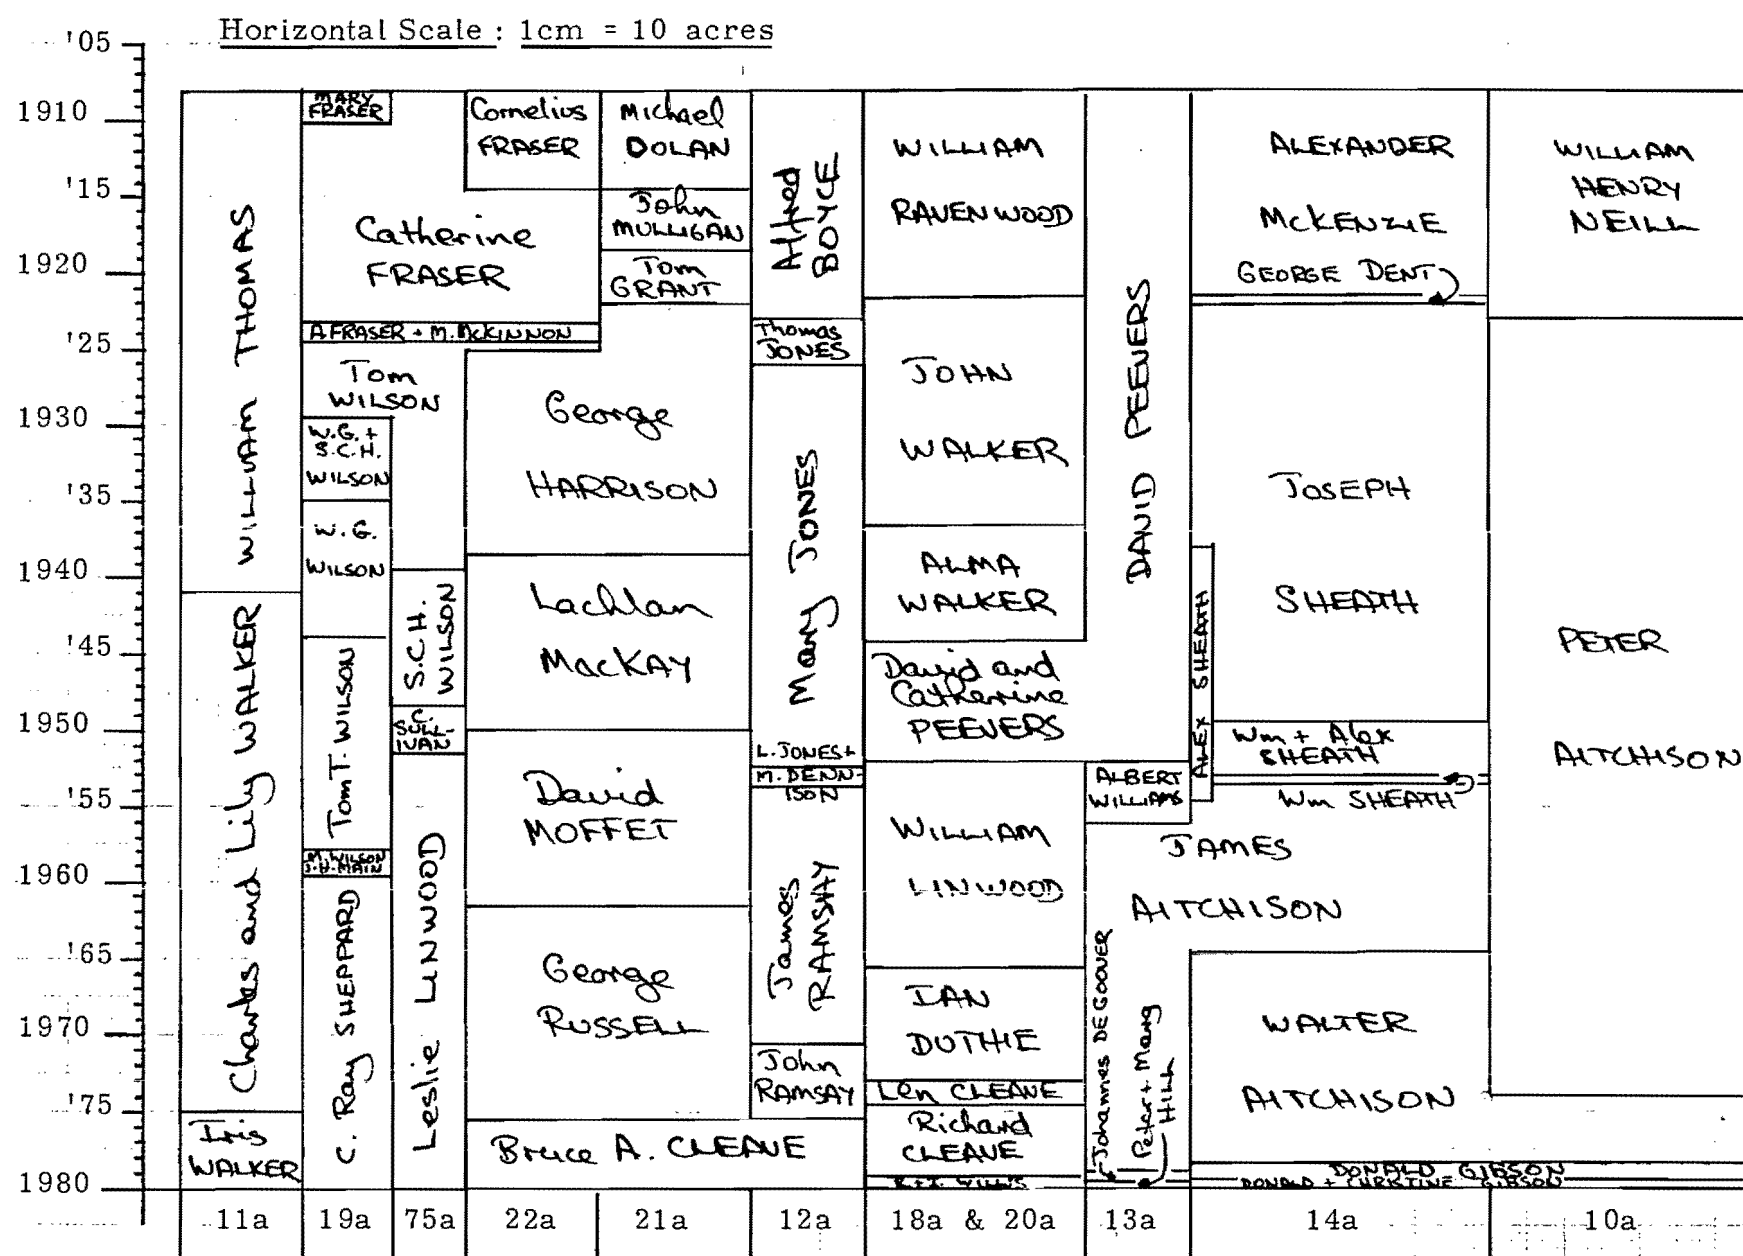 Horizontal Scale : 1cm = 10 acres
'05
1910
'15
1920
'25
1930
'35
1940
'45
1950
'55
1960
'65
1970
'75
1980
WILLIAM THOMAS
Charles and Lily WALKER
Iris
WALKER
11a
MARY
FRASER
Catherine
FRASER
A FRASER + M. McKINNON
Tom
WILSON
W.G. +
S.C.H.
WILSON
W.G.
WILSON
Tom T. WILSON
M. WILSON
J.H. MAIN
C. Ray SHEPPARD
19a
S.C.H.
WILSON
C.
SULL-
IVAN
Leslie LINWOOD
75a
Cornelius
FRASER
Michael
DOLAN
John
MULLIGAN
Tom
GRANT
George
HARRISON
Lachlan
MacKAY
David
MOFFET
George
RUSSELL
Bruce A. CLEAVE
22a
21a
Alfred
BOYCE
Thomas
JONES
Mary JONES
L. JONES +
M. DENN-
ISON
James
RAMSAY
John
RAMSAY
12a
WILLIAM
RAVENWOOD
JOHN
WALKER
ALMA
WALKER
David and
Catherine
PEEVERS
WILLIAM
LINWOOD
IAN
DUTHIE
Len CLEAVE
Richard
CLEAVE
WILLIS
18a & 20a
DAVID PEEVERS
ALBERT
WILLIAMS
JAMES
AITCHISON
Johannes DE GOOVER
Peter + Marg
HILL
13a
ALEXANDER
McKENZIE
GEORGE DENT
JOSEPH
SHEATH
ALEX SHEATH
Wm + Alex
SHEATH
Wm SHEATH
WALTER
AITCHISON
DONALD GIBSON
DONALD + CHRISTINE GIBSON
14a
WILLIAM
HENRY
NEILL
PETER
AITCHISON
10a